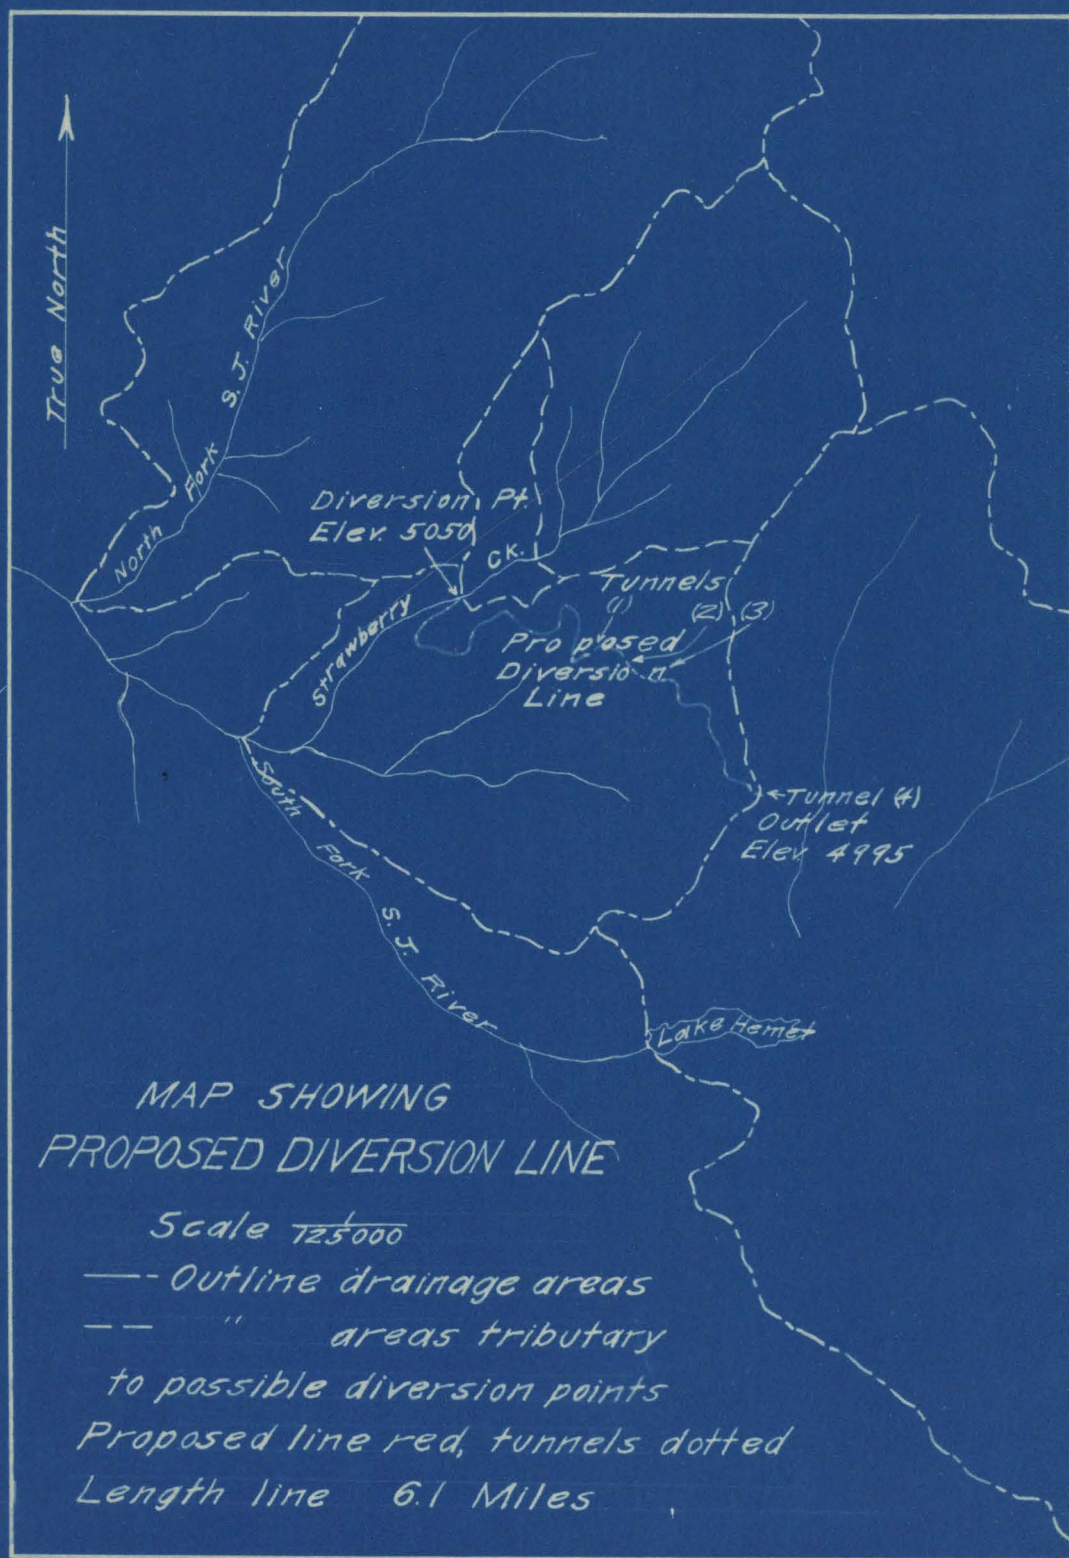 True North
North Fork S. J. River
Diversion Pt.
Elev. 5050
Strawberry Ck.
Tunnels
(1) (2) (3)
Proposed
Diversion
Line
←Tunnel (4)
Outlet
Elev. 4995
South Fork S. J. River
Lake Hemet
MAP SHOWING
PROPOSED DIVERSION LINE
Scale 1/125000
—— - Outline drainage areas
— — " areas tributary
to possible diversion points
Proposed line red, tunnels dotted
Length line 6.1 Miles